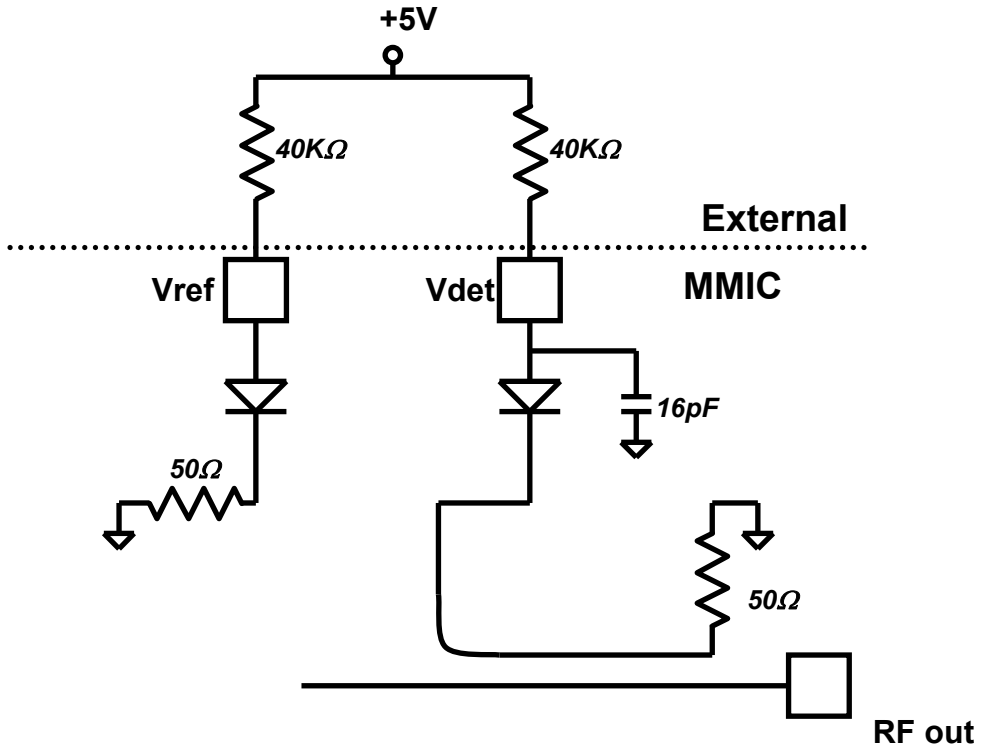 +5V
40KΩ
40KΩ
External
Vref
Vdet
MMIC
16pF
50Ω
50Ω
RF out